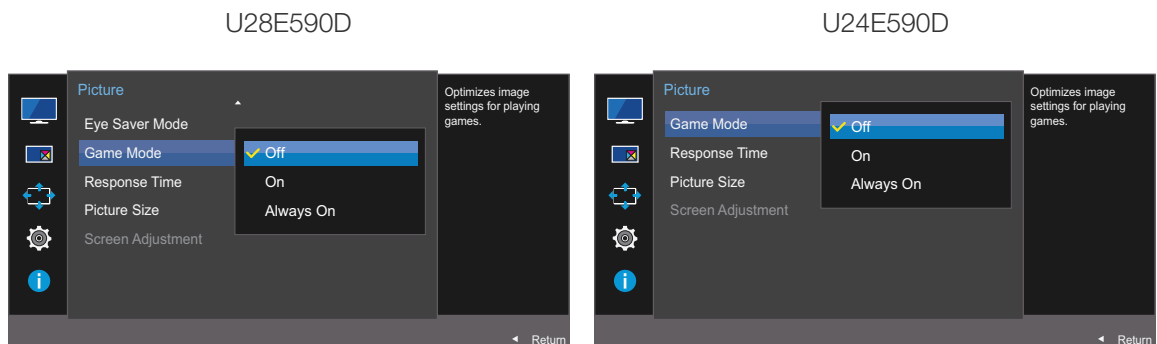 U28E590D
Picture
Eye Saver Mode
Game Mode
Response Time
Picture Size
Screen Adjustment
Off
On
Always On
Optimizes image
settings for playing
games.
Return
U24E590D
Picture
Game Mode
Response Time
Picture Size
Screen Adjustment
Off
On
Always On
Optimizes image
settings for playing
games.
Return